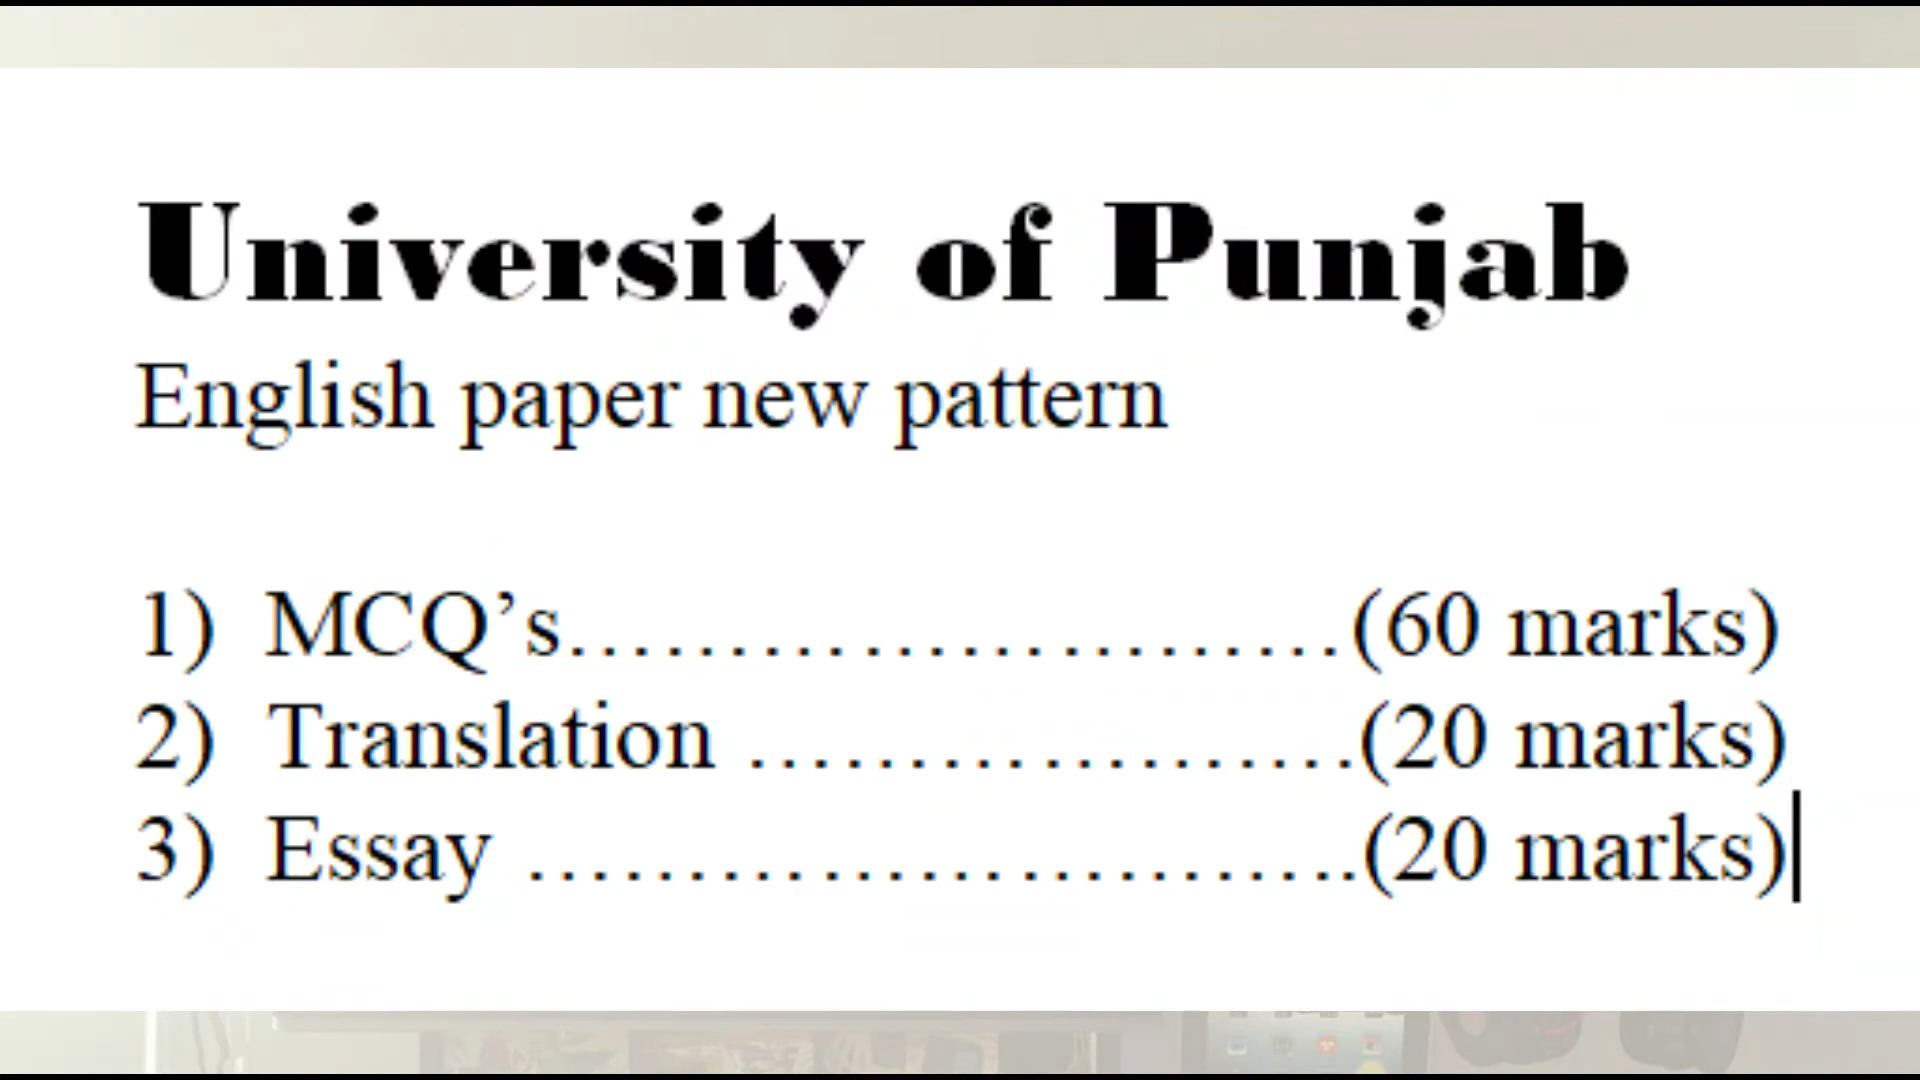 University of Punjab
English paper new pattern
1) MCQ’s........................(60 marks)
2) Translation ...................(20 marks)
3) Essay ..........................(20 marks)